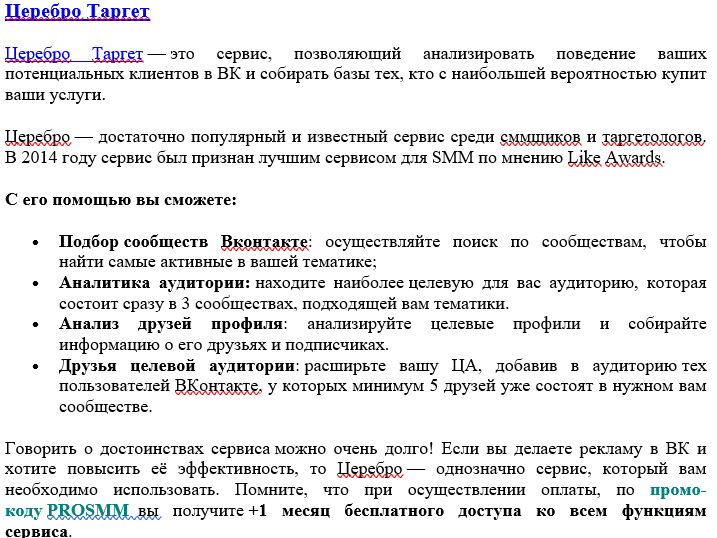 Церебро Таргет
Церебро Таргет — это сервис, позволяющий анализировать поведение ваших
потенциальных клиентов в ВК и собирать базы тех, кто с наибольшей вероятностью купит
ваши услуги.
Церебро — достаточно популярный и известный сервис среди сммщиков и таргетологов.
В 2014 году сервис был признан лучшим сервисом для SMM по мнению Like Awards.
С его помощью вы сможете:
• Подбор сообществ Вконтакте: осуществляйте поиск по сообществам, чтобы
найти самые активные в вашей тематике;
• Аналитика аудитории: находите наиболее целевую для вас аудиторию, которая
состоит сразу в 3 сообществах, подходящей вам тематики.
• Анализ друзей профиля: анализируйте целевые профили и собирайте
информацию о его друзьях и подписчиках.
• Друзья целевой аудитории: расширьте вашу ЦА, добавив в аудиторию тех
пользователей ВКонтакте, у которых минимум 5 друзей уже состоят в нужном вам
сообществе.
Говорить о достоинствах сервиса можно очень долго! Если вы делаете рекламу в ВК и
хотите повысить её эффективность, то Церебро — однозначно сервис, который вам
необходимо использовать. Помните, что при осуществлении оплаты, по промо-
коду PROSMM вы получите +1 месяц бесплатного доступа ко всем функциям
сервиса.